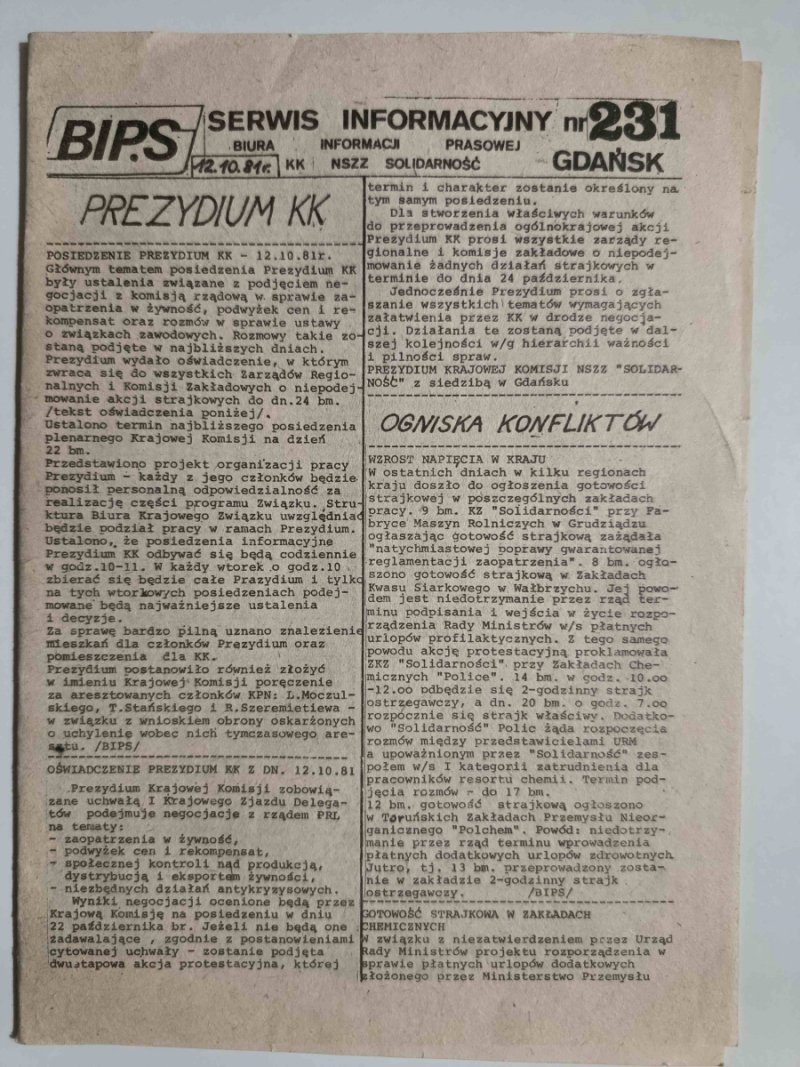 BIPS
SERWIS INFORMACYJNY nr 231
BIURA INFORMACJI PRASOWEJ
12.10.81r. KK NSZZ SOLIDARNOŚĆ GDAŃSK
PREZYDIUM KK
POSIEDZENIE PREZYDIUM KK - 12.10.81r.
Głównym tematem posiedzenia Prezydium KK
były ustalenia związane z podjęciem ne-
gocjacji z komisją rządową w sprawie za-
opatrzenia w żywność, podwyżek cen i re-
kompensat oraz rozmów w sprawie ustawy
o związkach zawodowych. Rozmowy takie zo-
staną podjęte w najbliższych dniach.
Prezydium wydało oświadczenie, w którym
zwraca się do wszystkich Zarządów Regio-
nalnych i Komisji Zakładowych o niepodej-
mowanie akcji strajkowych do dn.24 bm.
/tekst oświadczenia poniżej/.
Ustalono termin najbliższego posiedzenia
plenarnego Krajowej Komisji na dzień
22 bm.
Przedstawiono projekt organizacji pracy
Prezydium - każdy z jego członków będzie
ponosił personalną odpowiedzialność za
realizację części programu Związku. Stru-
ktura Biura Krajowego Związku uwzględniać
będzie podział pracy w ramach Prezydium.
Ustalono, że posiedzenia informacyjne
Prezydium KK odbywać się będą codziennie
w godz.10-11. W każdy wtorek o godz.10
zbierać się będzie całe Prazydium i tylko
na tych wtorkowych posiedzeniach podej-
mowane będą najważniejsze ustalenia
i decyzje.
Za sprawę bardzo pilną uznano znalezienie
mieszkań dla członków Prezydium oraz
pomieszczenia dla KK.
Prezydium postanowiło również złożyć
w imieniu Krajowej Komisji poręczenie
za aresztowanych członków KPN: L.Moczul-
skiego, T.Stańskiego i R.Szeremietiewa -
w związku z wnioskiem obrony oskarżonych
o uchylenie wobec nich tymczasowego are-
sztu. /BIPS/
OŚWIADCZENIE PREZYDIUM KK Z DN. 12.10.81
Prezydium Krajowej Komisji zobowią-
zane uchwałą I Krajowego Zjazdu Delega-
tów podejmuje negocjacje z rządem PRL
na tematy:
- zaopatrzenia w żywność,
- podwyżek cen i rekompensat,
- społecznej kontroli nad produkcją,
dystrybucją i eksportem żywności,
- niezbędnych działań antykryzysowych.
Wyniki negocjacji ocenione będą przez
Krajową Komisję na posiedzeniu w dniu
22 października br. Jeżeli nie będą one
zadawalające , zgodnie z postanowieniami
cytowanej uchwały - zostanie podjęta
dwuetapowa akcja protestacyjna, której
termin i charakter zostanie określony na
tym samym posiedzeniu.
Dla stworzenia właściwych warunków
do przeprowadzenia ogólnokrajowej akcji
Prezydium KK prosi wszystkie zarządy re-
gionalne i komisje zakładowe o niepodej-
mowanie żadnych działań strajkowych w
terminie do dnia 24 października.
Jednocześnie Prezydium prosi o zgła-
szanie wszystkich tematów wymagających
załatwienia przez KK w drodze negocja-
cji. Działania te zostaną podjęte w dal-
szej kolejności w/g hierarchii ważności
i pilności spraw.
PREZYDIUM KRAJOWEJ KOMISJI NSZZ "SOLIDAR-
NOŚĆ" z siedzibą w Gdańsku
OGNISKA KONFLIKTÓW
WZROST NAPIĘCIA W KRAJU
W ostatnich dniach w kilku regionach
kraju doszło do ogłoszenia gotowości
strajkowej w poszczególnych zakładach
pracy. 9 bm. KZ "Solidarności" przy Fa-
bryce Maszyn Rolniczych w Grudziądzu
ogłaszając gotowość strajkową zażądała
"natychmiastowej poprawy gwarantowanej
reglamentacji zaopatrzenia". 8 bm. ogło-
szono gotowość strajkową w Zakładach
Kwasu Siarkowego w Wałbrzychu. Jej powo-
dem jest niedotrzymanie przez rząd ter-
minu podpisania i wejścia w życie rozpo-
rządzenia Rady Ministrów w/s płatnych
urlopów profilaktycznych. Z tego samego
powodu akcję protestacyjną proklamowała
ZKZ "Solidarności" przy Zakładach Che-
micznych "Police". 14 bm. w godz. 10.00
-12.00 odbędzie się 2-godzinny strajk
ostrzegawczy, a dn. 20 bm. o godz. 7.00
rozpocznie się strajk właściwy. Dodatko-
wo "Solidarność" Polic żąda rozpoczęcia
rozmów między przedstawicielami URM
a upoważnionym przez "Solidarność" zes-
połem w/s I kategorii zatrudnienia dla
pracowników resortu chemii. Termin pod-
jęcia rozmów - do 17 bm.
12 bm. gotowość strajkową ogłoszono
w Toruńskich Zakładach Przemysłu Nieor-
ganicznego "Polchem". Powód: niedotrzy-
manie przez rząd terminu wprowadzenia
płatnych dodatkowych urlopów zdrowotnych.
Jutro, tj. 13 bm. przeprowadzony zosta-
nie w zakładzie 2-godzinny strajk
ostrzegawczy. /BIPS/
GOTOWOŚĆ STRAJKOWA W ZAKŁADACH
CHEMICZNYCH
W związku z niezatwierdzeniem przez Urząd
Rady Ministrów projektu rozporządzenia w
sprawie płatnych urlopów dodatkowych
złożonego przez Ministerstwo Przemysłu